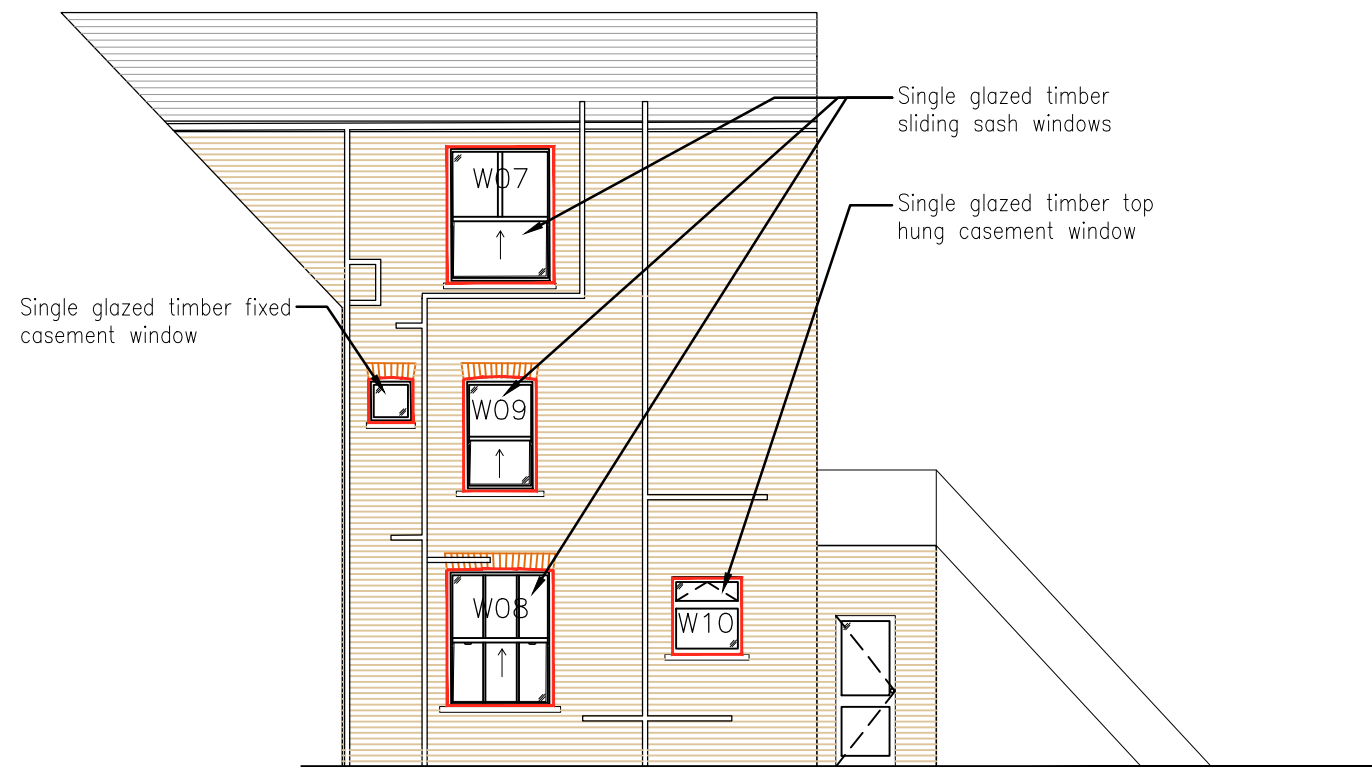 Single glazed timber
sliding sash windows
W07
Single glazed timber top
hung casement window
Single glazed timber fixed
casement window
W09
W08
W10